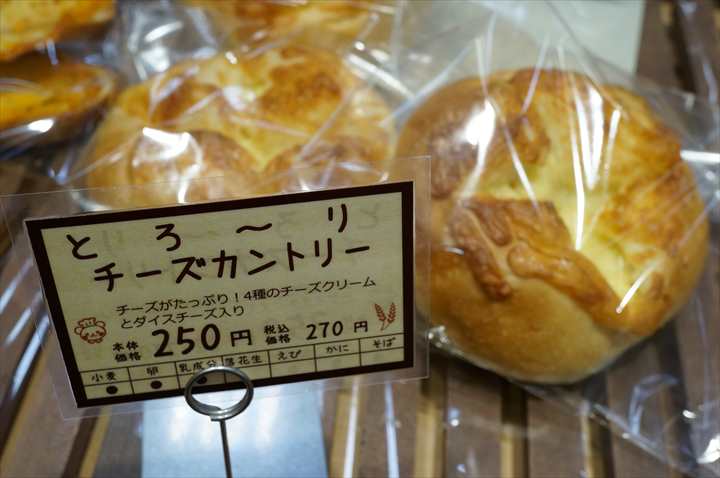 とろ～り
チーズカントリー
チーズがたっぷり！4種のチーズクリーム
とダイスチーズ入り
本体価格 250円 税込価格 270円
小麦 卵 乳成分 落花生 えび かに そば
● ● ●